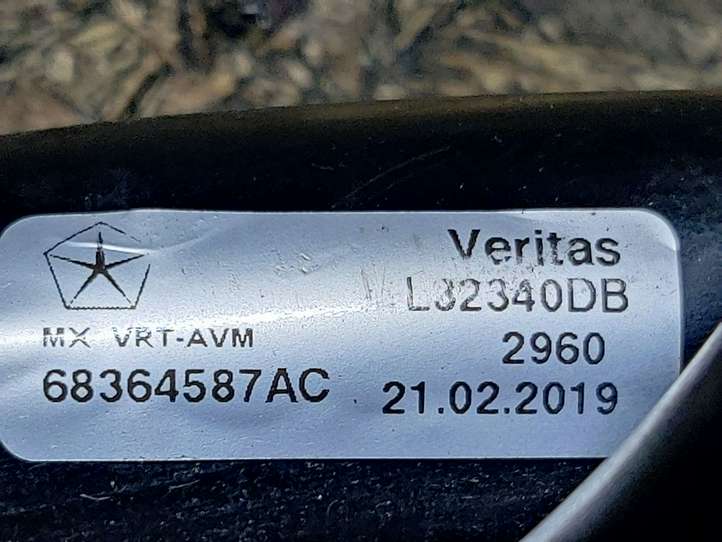 Veritas
L32340DB
MX VRT-AVM
2960
68364587AC
21.02.2019